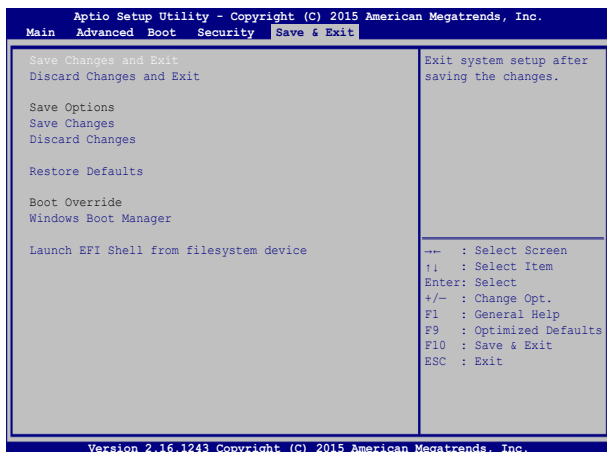 Aptio Setup Utility - Copyright (C) 2015 American Megatrends, Inc.
Main Advanced Boot Security Save & Exit
Save Changes and Exit
Discard Changes and Exit
Save Options
Save Changes
Discard Changes
Restore Defaults
Boot Override
Windows Boot Manager
Launch EFI Shell from filesystem device
Exit system setup after
saving the changes.
→← : Select Screen
↑↓ : Select Item
Enter: Select
+/— : Change Opt.
F1 : General Help
F9 : Optimized Defaults
F10 : Save & Exit
ESC : Exit
Version 2.16.1243 Copyright (C) 2015 American Megatrends, Inc.